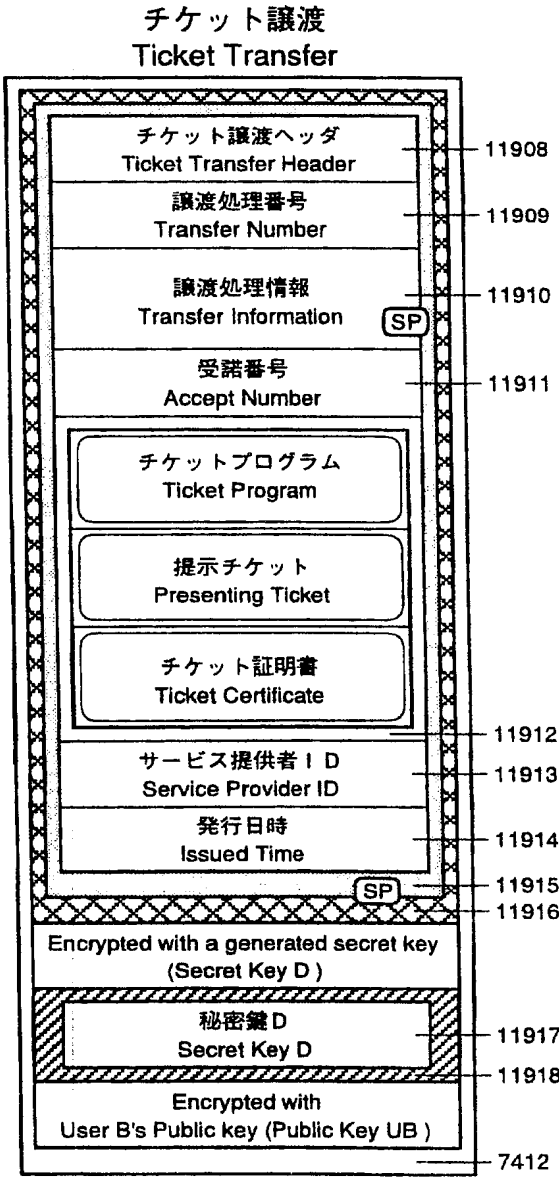 チケット譲渡
Ticket Transfer
チケット譲渡ヘッダ
Ticket Transfer Header
11908
譲渡処理番号
Transfer Number
11909
譲渡処理情報
Transfer Information
11910
SP
受諾番号
Accept Number
11911
チケットプログラム
Ticket Program
提示チケット
Presenting Ticket
チケット証明書
Ticket Certificate
11912
サービス提供者ID
Service Provider ID
11913
発行日時
Issued Time
11914
SP
11915
11916
Encrypted with a generated secret key
(Secret Key D )
秘密鍵D
Secret Key D
11917
11918
Encrypted with
User B's Public key (Public Key UB )
7412